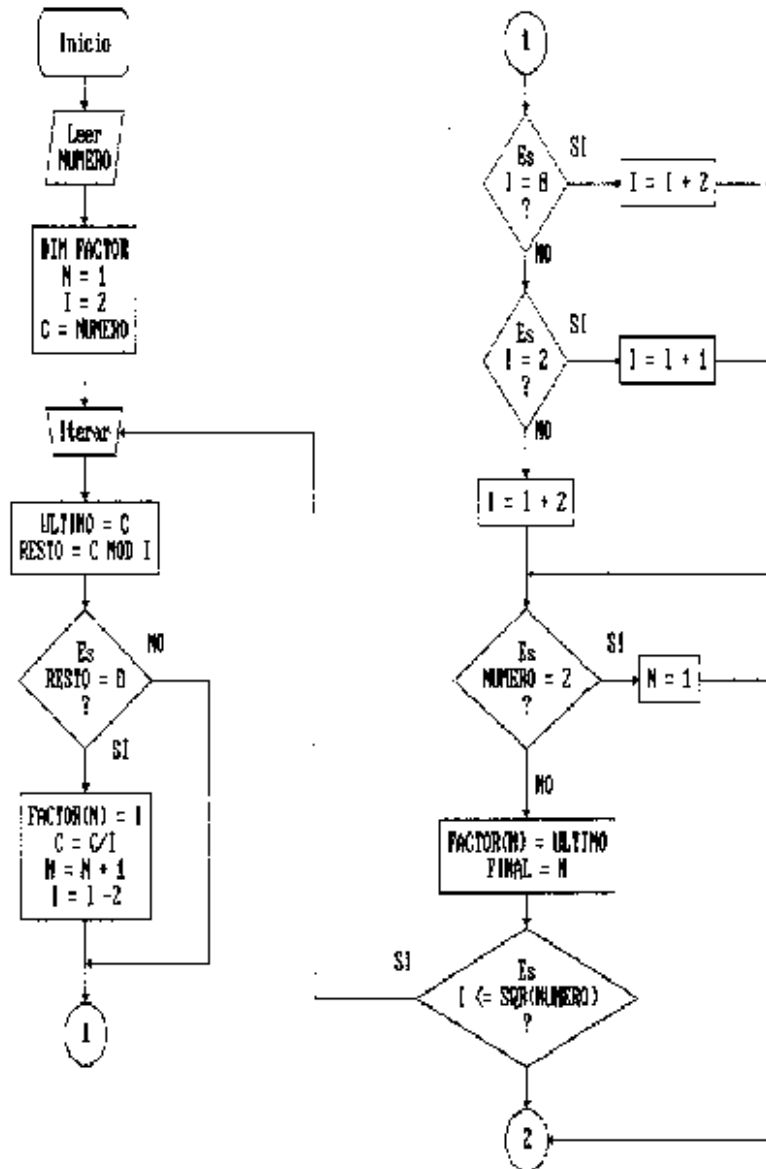 Inicio
Leer
NUMERO
DIM FACTOR
N = 1
I = 2
C = NUMERO
Iterar
ULTIMO = C
RESTO = C MOD I
Es
RESTO = 0
?
NO
SI
FACTOR(N) = I
C = C/I
N = N + 1
I = I -2
1
1
Es
I = 0
?
SI
I = I + 2
NO
Es
I = 2
?
SI
I = I + 1
NO
I = I + 2
Es
NUMERO = 2
?
SI
N = 1
NO
FACTOR(N) = ULTIMO
FINAL = N
Es
I <= SQR(NUMERO)
?
SI
2